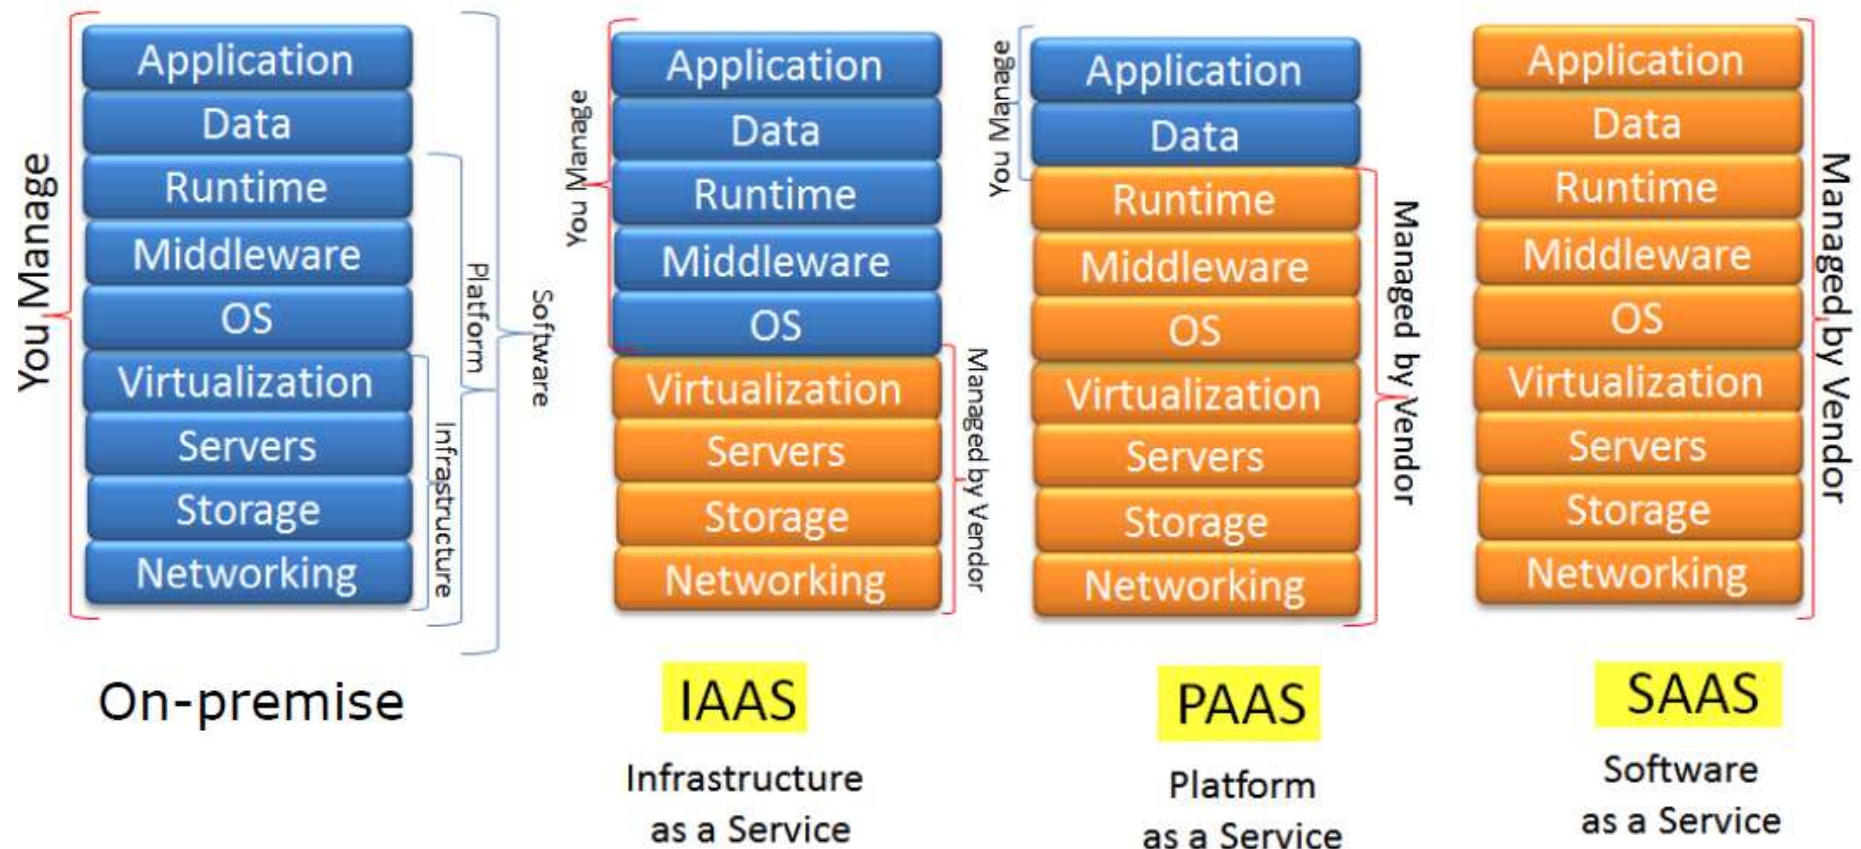 You Manage
Application
Data
Runtime
Middleware
OS
Virtualization
Servers
Storage
Networking
Infrastructure
Platform
Software
On-premise
You Manage
Application
Data
Runtime
Middleware
OS
Virtualization
Servers
Storage
Networking
Managed by Vendor
IAAS
Infrastructure
as a Service
You Manage
Application
Data
Runtime
Middleware
OS
Virtualization
Servers
Storage
Networking
Managed by Vendor
PAAS
Platform
as a Service
Application
Data
Runtime
Middleware
OS
Virtualization
Servers
Storage
Networking
Managed by Vendor
SAAS
Software
as a Service